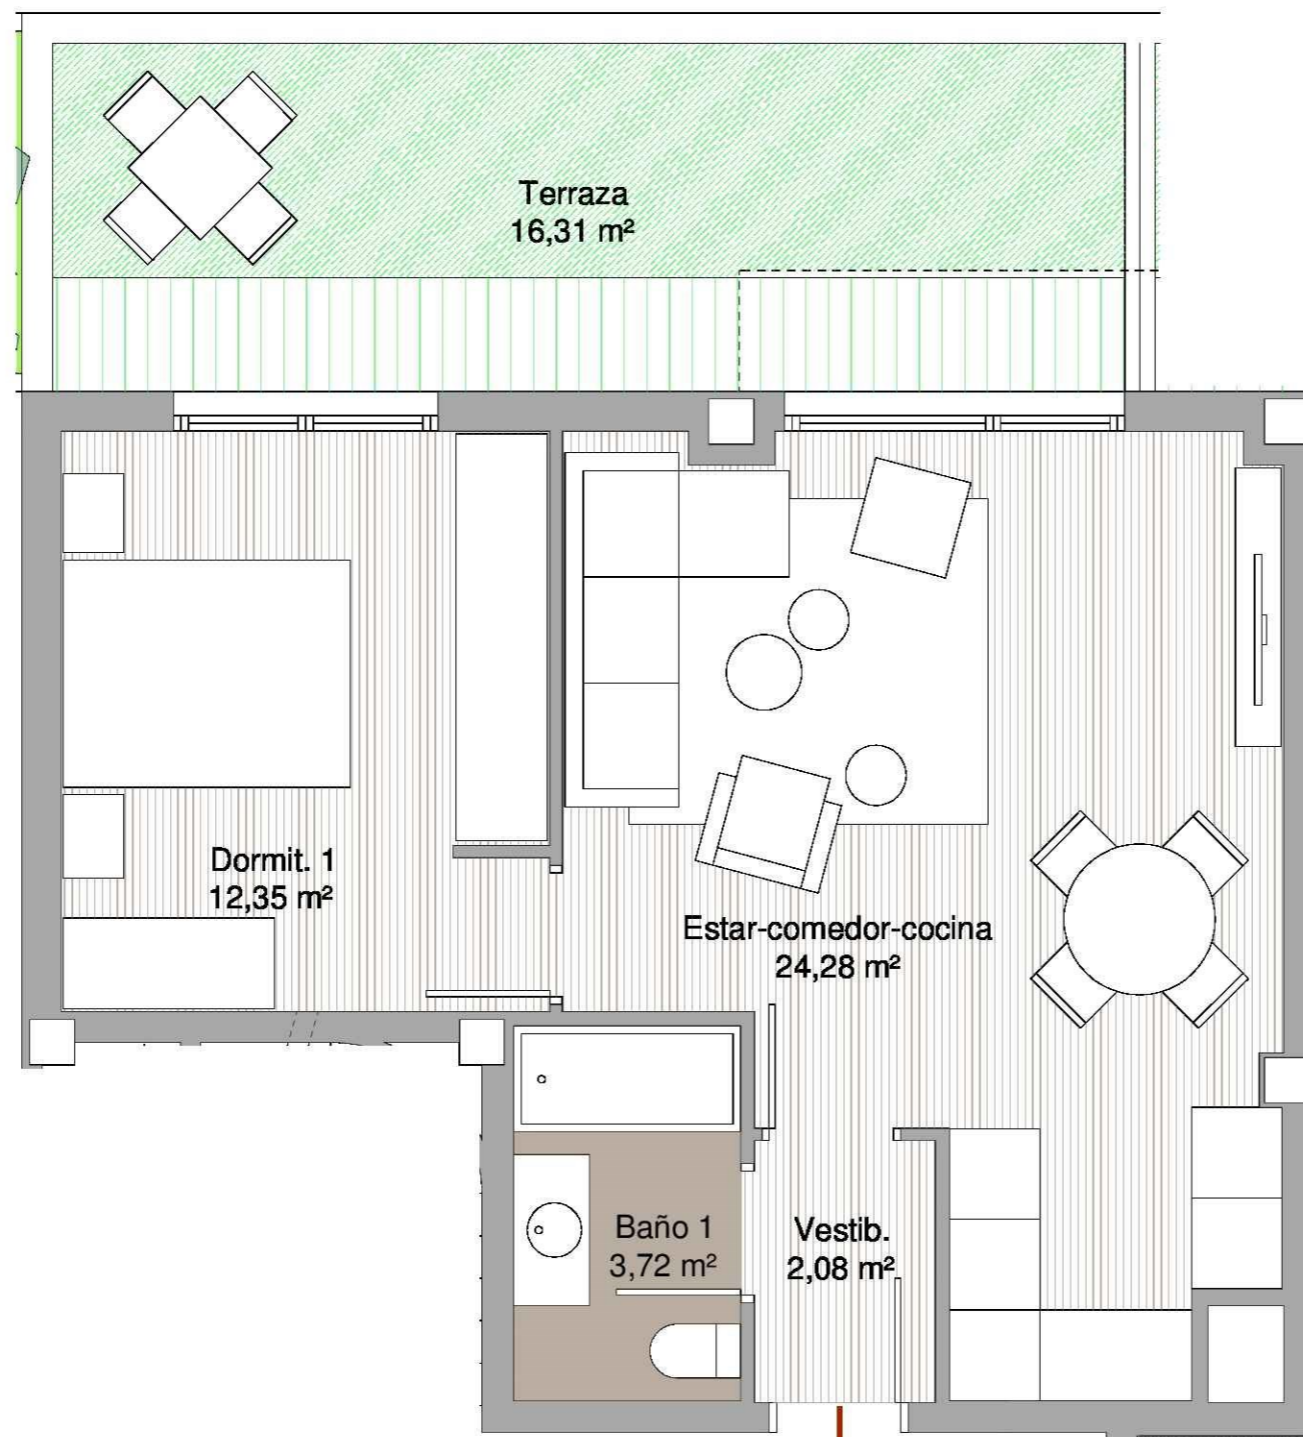 Terraza
16,31 m²
Dormit. 1
12,35 m²
Estar-comedor-cocina
24,28 m²
Baño 1
3,72 m²
Vestib.
2,08 m²